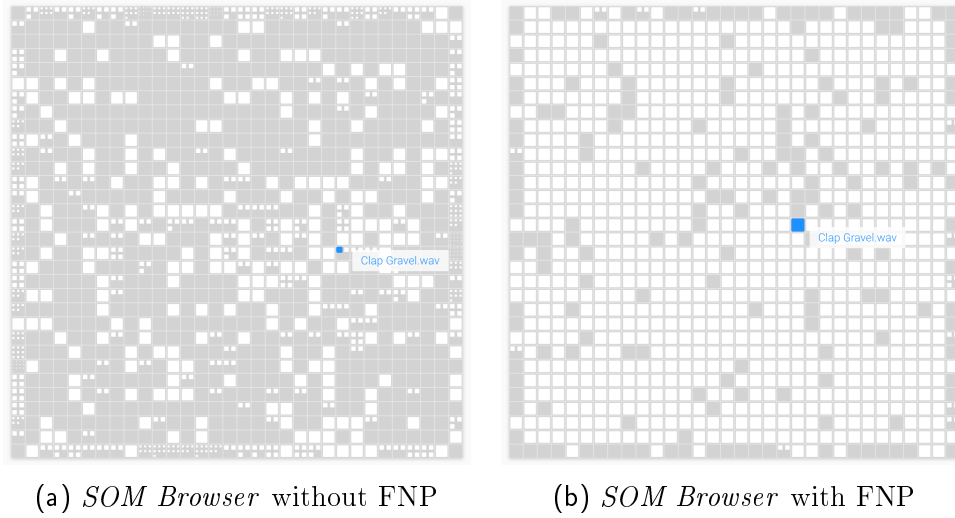 Clap Gravel.wav
Clap Gravel.wav
(a) SOM Browser without FNP
(b) SOM Browser with FNP